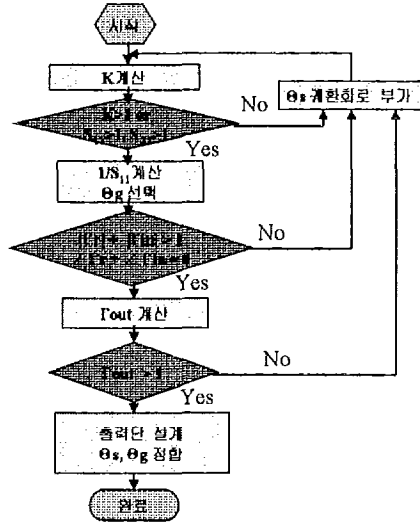 시작
K 계산
No
Θs 궤환회로 부가
Yes
1/S₁₁ 계산
Θg 선택
No
Yes
Γout 계산
No
Γout > 1
Yes
출력단 설계
Θs, Θg 정합
완료